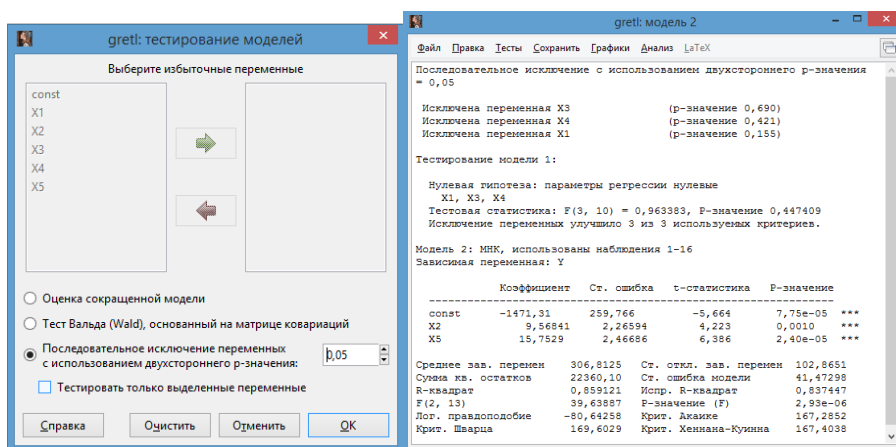 gretl: тестирование моделей
Выберите избыточные переменные
const
X1
X2
X3
X4
X5
Оценка сокращенной модели
Тест Вальда (Wald), основанный на матрице ковариаций
Последовательное исключение переменных
с использованием двухстороннего p-значения:
0,05
Тестировать только выделенные переменные
Справка
Очистить
Отменить
OK
gretl: модель 2
Файл Правка Тесты Сохранить Графики Анализ LaTeX
Последовательное исключение с использованием двухстороннего p-значения
= 0,05
Исключена переменная X3 (p-значение 0,690)
Исключена переменная X4 (p-значение 0,421)
Исключена переменная X1 (p-значение 0,155)
Тестирование модели 1:
Нулевая гипотеза: параметры регрессии нулевые
X1, X3, X4
Тестовая статистика: F(3, 10) = 0,963383, P-значение 0,447409
Исключение переменных улучшило 3 из 3 используемых критериев.
Модель 2: МНК, использованы наблюдения 1-16
Зависимая переменная: Y
Коэффициент Ст. ошибка t-статистика P-значение
const −1471,31 259,766 −5,664 7,75e-05 ***
X2 9,56841 2,26594 4,223 0,0010 ***
X5 15,7529 2,46686 6,386 2,40e-05 ***
Среднее зав. перемен 306,8125 Ст. откл. зав. перемен 102,8651
Сумма кв. остатков 22360,10 Ст. ошибка модели 41,47298
R-квадрат 0,859121 Испр. R-квадрат 0,837447
F(2, 13) 39,63887 P-значение (F) 2,93e-06
Лог. правдоподобие −80,64258 Крит. Акаике 167,2852
Крит. Шварца 169,6029 Крит. Хеннана-Куинна 167,4038